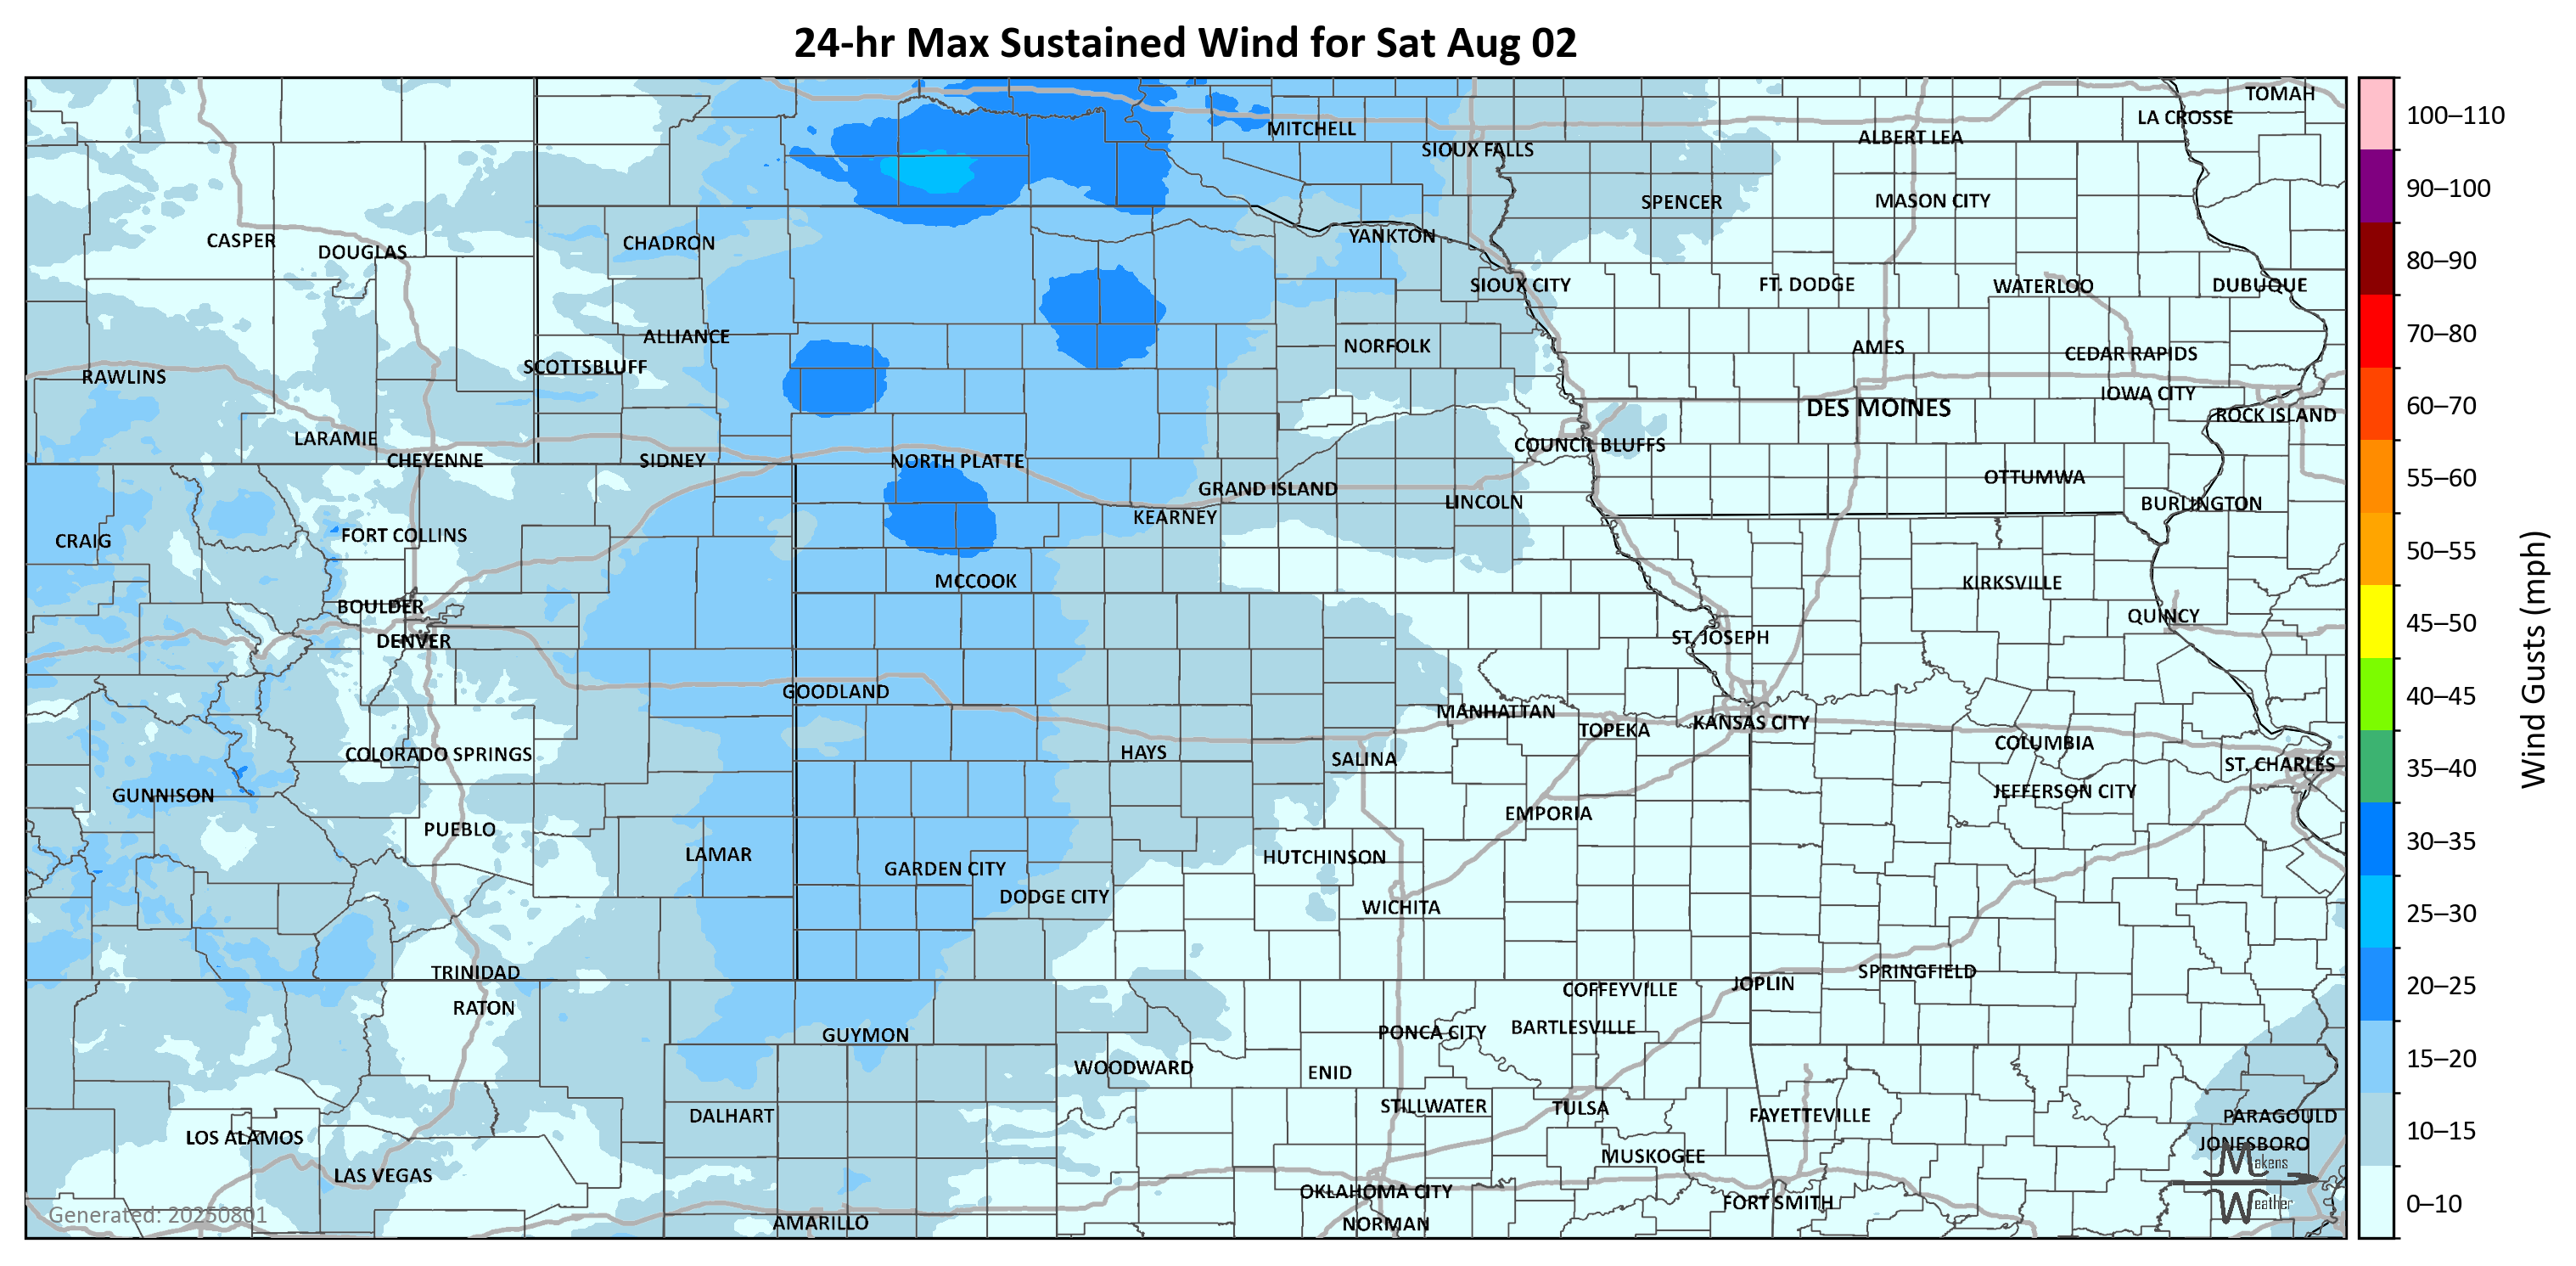 24-hr Max Sustained Wind for Sat Aug 02
TOMAH
LA CROSSE
MITCHELL
ALBERT LEA
SIOUX FALLS
SPENCER
MASON CITY
CASPER
DOUGLAS
CHADRON
YANKTON
SIOUX CITY
FT. DODGE
WATERLOO
DUBUQUE
ALLIANCE
NORFOLK
AMES
CEDAR RAPIDS
SCOTTSBLUFF
RAWLINS
IOWA CITY
DES MOINES
ROCK ISLAND
LARAMIE
COUNCIL BLUFFS
CHEYENNE
SIDNEY
NORTH PLATTE
OTTUMWA
GRAND ISLAND
LINCOLN
BURLINGTON
KEARNEY
CRAIG
FORT COLLINS
MCCOOK
KIRKSVILLE
BOULDER
QUINCY
DENVER
ST. JOSEPH
GOODLAND
MANHATTAN
TOPEKA
KANSAS CITY
COLUMBIA
COLORADO SPRINGS
HAYS
SALINA
ST. CHARLES
GUNNISON
JEFFERSON CITY
EMPORIA
PUEBLO
LAMAR
HUTCHINSON
GARDEN CITY
DODGE CITY
WICHITA
TRINIDAD
SPRINGFIELD
JOPLIN
COFFEYVILLE
RATON
BARTLESVILLE
PONCA CITY
GUYMON
WOODWARD
ENID
STILLWATER
TULSA
DALHART
FAYETTEVILLE
PARAGOULD
LOS ALAMOS
JONESBORO
MUSKOGEE
LAS VEGAS
OKLAHOMA CITY
FORT SMITH
AMARILLO
NORMAN
Makens
Weather
Generated: 20250801
100–110
90–100
80–90
70–80
60–70
55–60
50–55
45–50
40–45
35–40
30–35
25–30
20–25
15–20
10–15
0–10
Wind Gusts (mph)